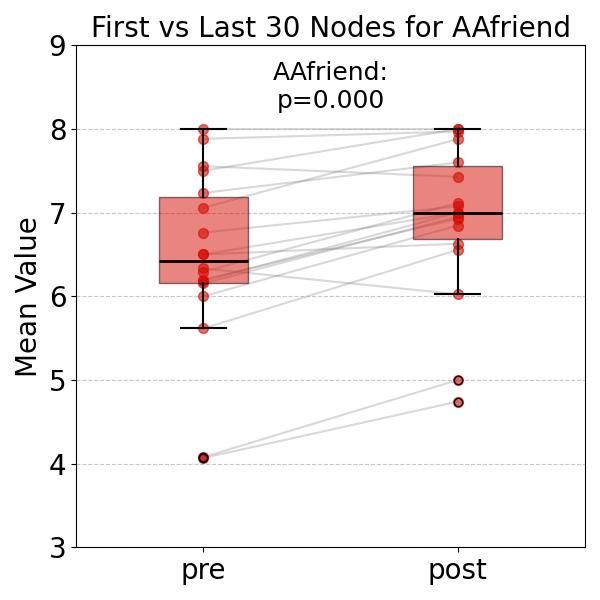 First vs Last 30 Nodes for AAfriend
AAfriend:
p=0.000
Mean Value
9
8
7
6
5
4
3
pre
post